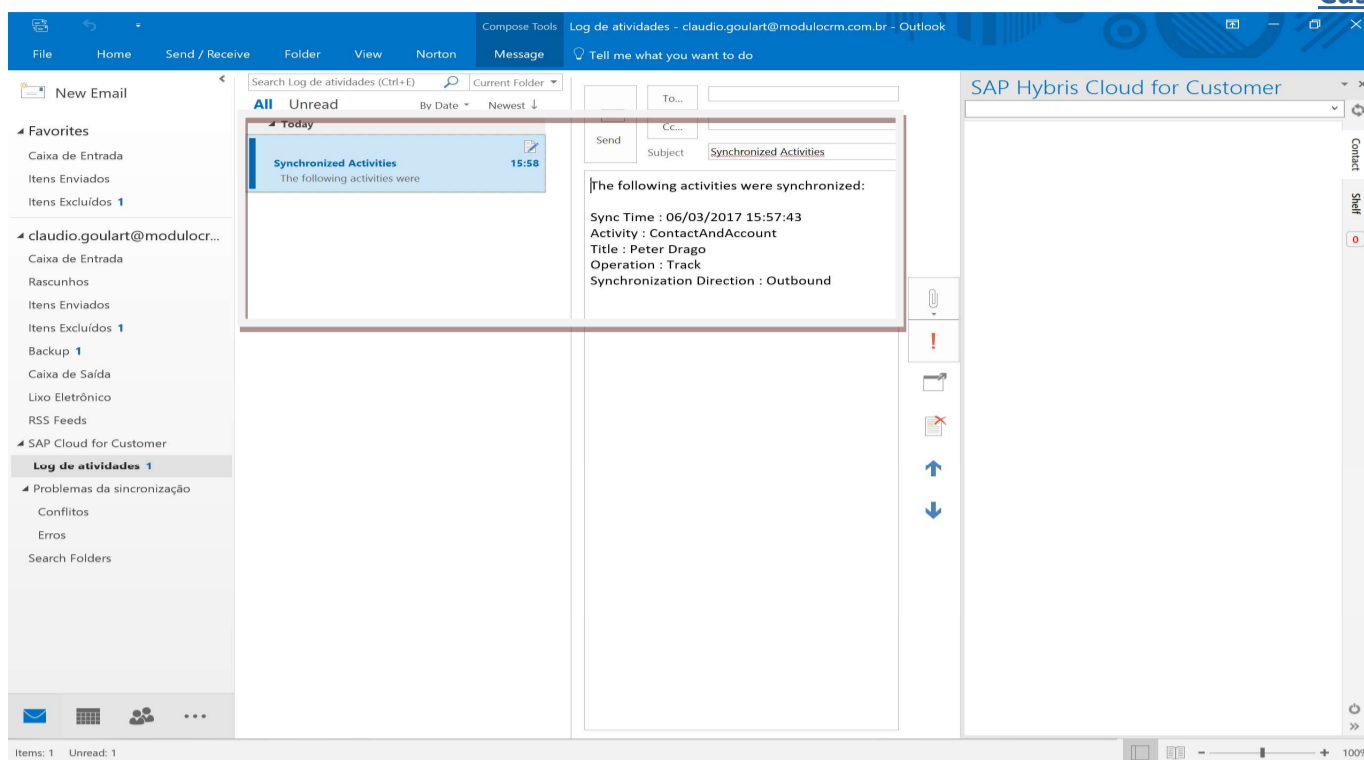 Compose Tools
Log de atividades - claudio.goulart@modulocrm.com.br - Outlook
File Home Send / Receive Folder View Norton Message Tell me what you want to do
New Email
Favorites
Caixa de Entrada
Itens Enviados
Itens Excluídos 1
claudio.goulart@modulocr...
Caixa de Entrada
Rascunhos
Itens Enviados
Itens Excluídos 1
Backup 1
Caixa de Saída
Lixo Eletrônico
RSS Feeds
SAP Cloud for Customer
Log de atividades 1
Problemas da sincronização
Conflitos
Erros
Search Folders
Search Log de atividades (Ctrl+E) Current Folder
All Unread By Date Newest ↓
Today
Synchronized Activities 15:58
The following activities were
To...
Cc...
Send
Subject Synchronized Activities
The following activities were synchronized:
Sync Time : 06/03/2017 15:57:43
Activity : ContactAndAccount
Title : Peter Drago
Operation : Track
Synchronization Direction : Outbound
SAP Hybris Cloud for Customer
Contact
Shelf
0
Items: 1 Unread: 1
100%